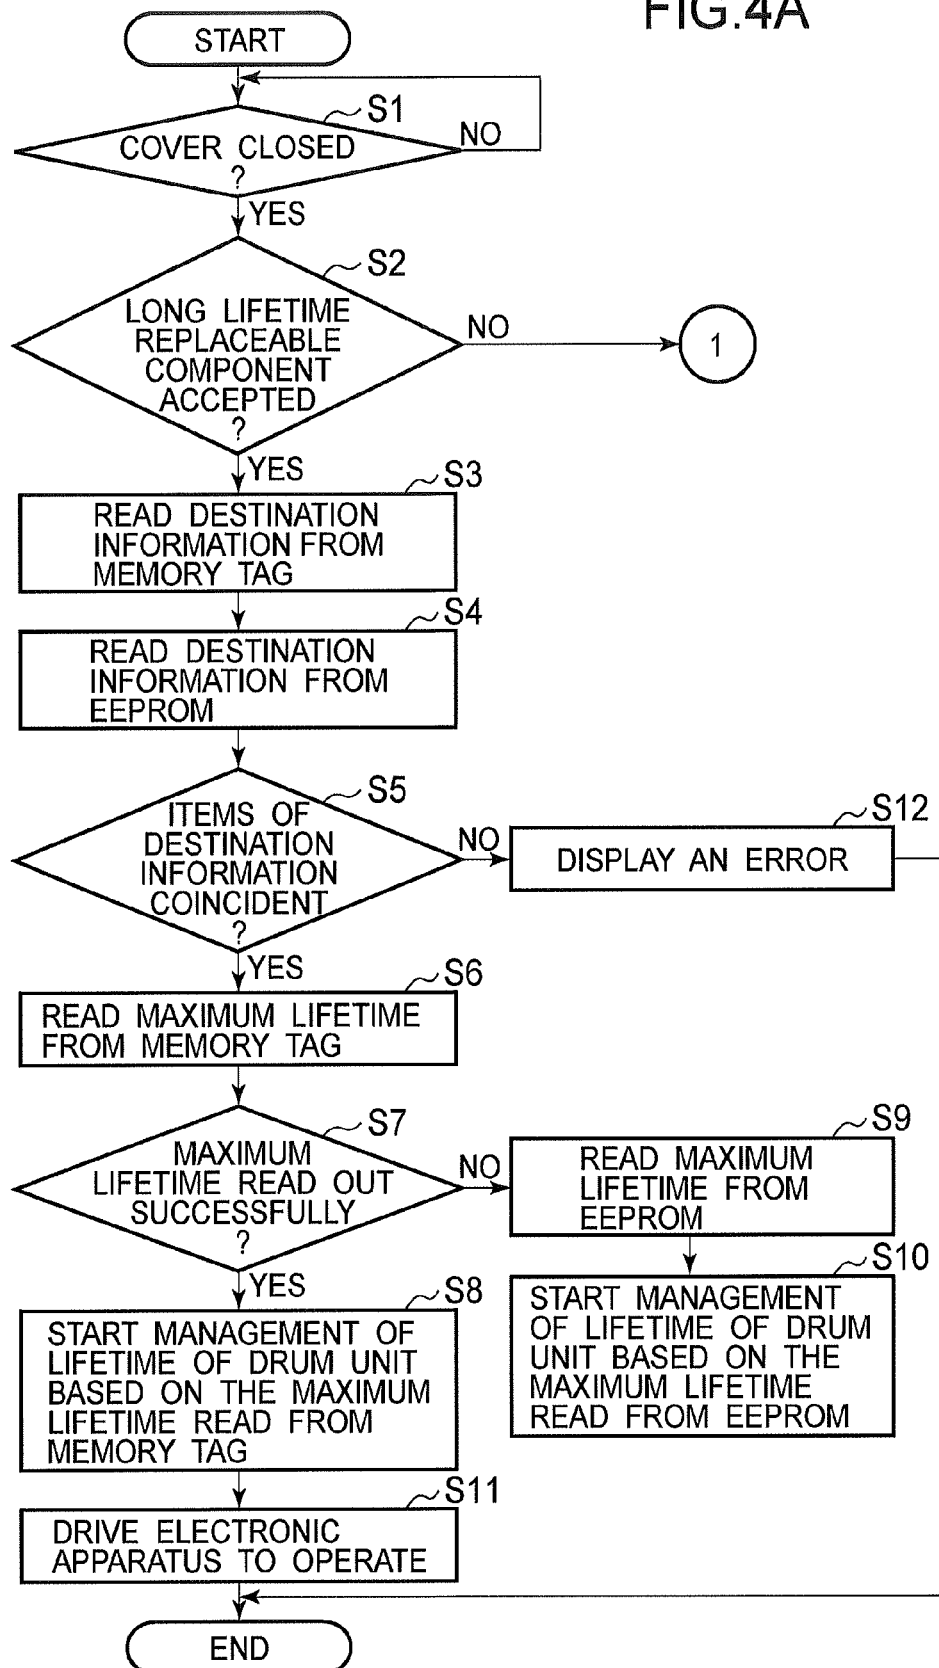 FIG.4A
START
S1
COVER CLOSED
?
NO
YES
S2
LONG LIFETIME
REPLACEABLE
COMPONENT
ACCEPTED
?
NO
1
YES
S3
READ DESTINATION
INFORMATION FROM
MEMORY TAG
S4
READ DESTINATION
INFORMATION FROM
EEPROM
S5
ITEMS OF
DESTINATION
INFORMATION
COINCIDENT
?
NO
S12
DISPLAY AN ERROR
YES
S6
READ MAXIMUM LIFETIME
FROM MEMORY TAG
S7
MAXIMUM
LIFETIME READ OUT
SUCCESSFULLY
?
NO
S9
READ MAXIMUM
LIFETIME FROM
EEPROM
YES
S8
START MANAGEMENT OF
LIFETIME OF DRUM UNIT
BASED ON THE MAXIMUM
LIFETIME READ FROM
MEMORY TAG
S10
START MANAGEMENT
OF LIFETIME OF DRUM
UNIT BASED ON THE
MAXIMUM LIFETIME
READ FROM EEPROM
S11
DRIVE ELECTRONIC
APPARATUS TO OPERATE
END